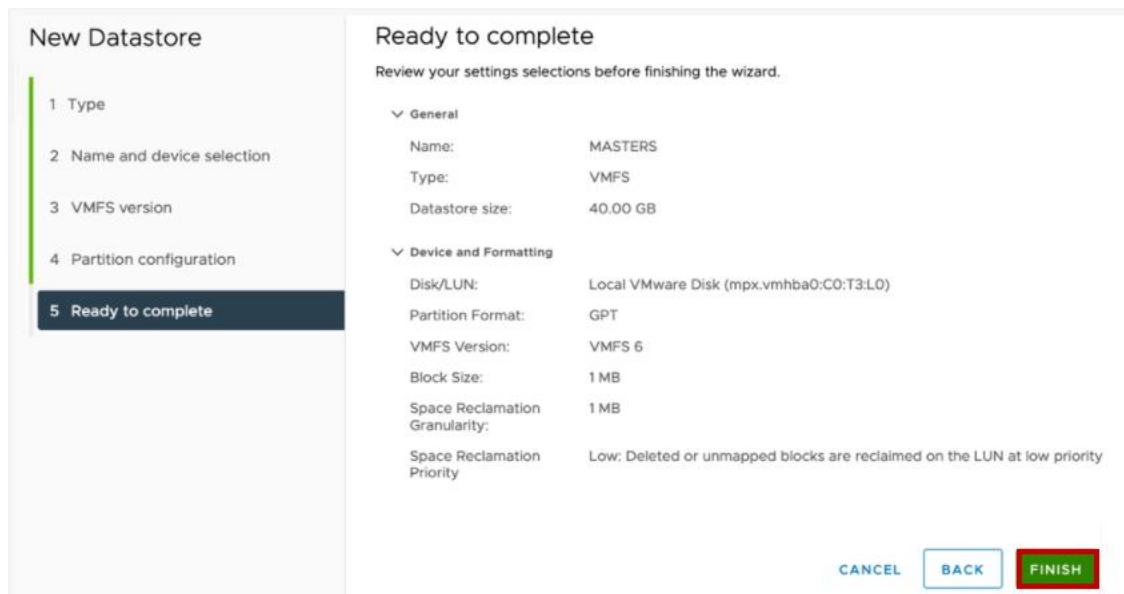 New Datastore
1 Type
2 Name and device selection
3 VMFS version
4 Partition configuration
5 Ready to complete
Ready to complete
Review your settings selections before finishing the wizard.
General
Name: MASTERS
Type: VMFS
Datastore size: 40.00 GB
Device and Formatting
Disk/LUN: Local VMware Disk (mpx.vmhba0:C0:T3:L0)
Partition Format: GPT
VMFS Version: VMFS 6
Block Size: 1 MB
Space Reclamation 1 MB
Granularity:
Space Reclamation Low: Deleted or unmapped blocks are reclaimed on the LUN at low priority
Priority
CANCEL BACK FINISH